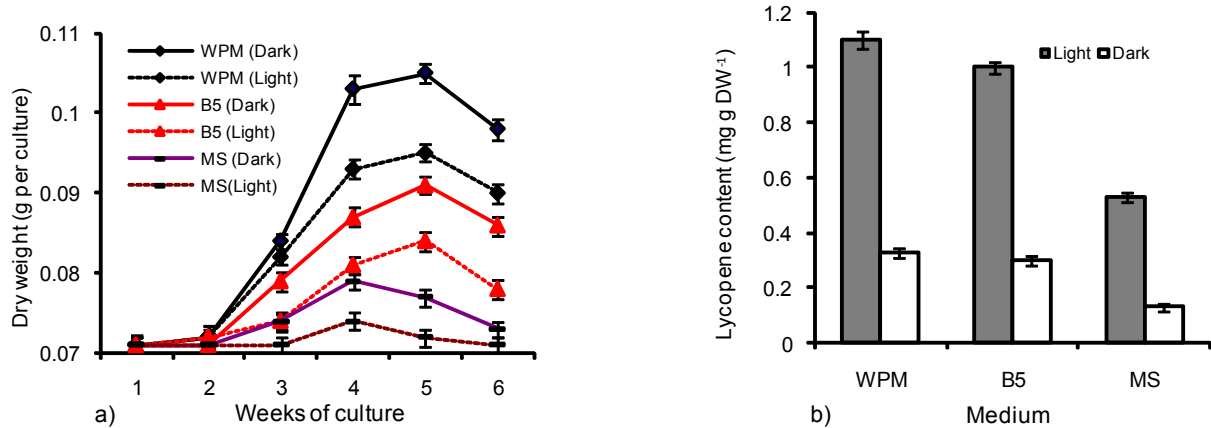 0.11
0.1
0.09
0.08
0.07
Dry weight (g per culture)
WPM (Dark)
WPM (Light)
B5 (Dark)
B5 (Light)
MS (Dark)
MS(Light)
1 2 3 4 5 6
Weeks of culture
a)
1.2
1
0.8
0.6
0.4
0.2
0
Lycopene content (mg g DW-1)
Light Dark
WPM B5 MS
Medium
b)